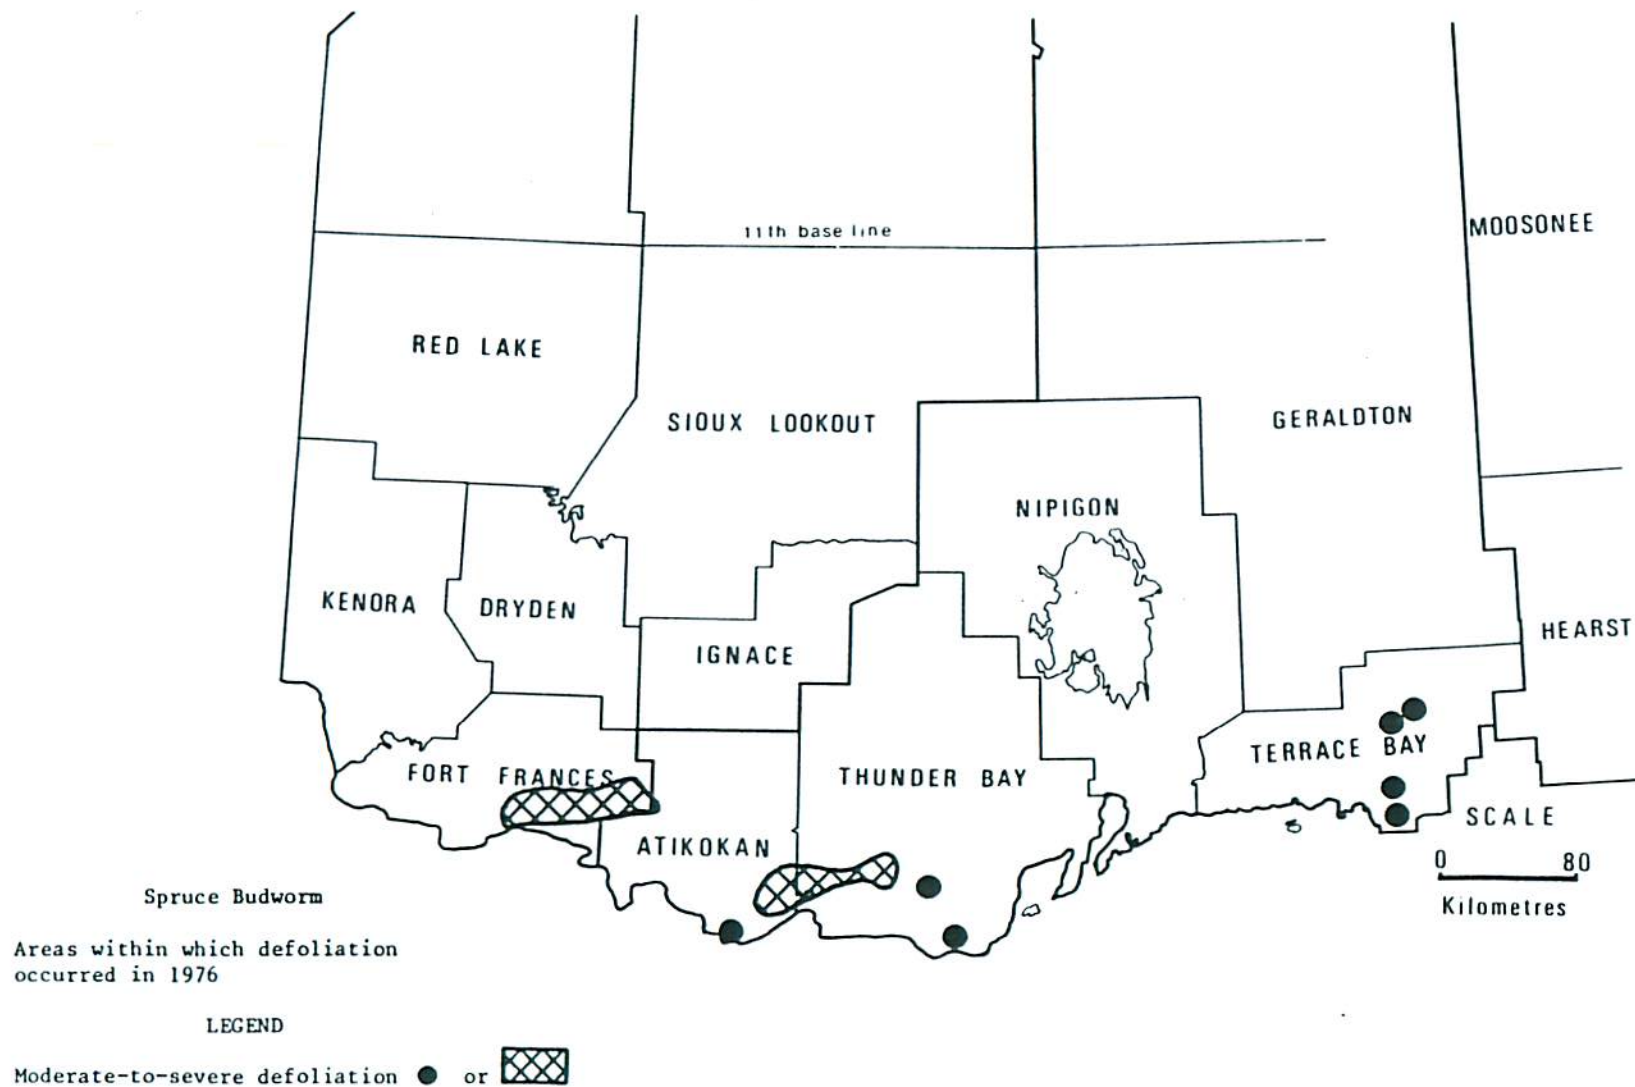 11th base line
MOOSONEE
RED LAKE
SIOUX LOOKOUT
GERALDTON
NIPIGON
KENORA
DRYDEN
IGNACE
HEARST
FORT FRANCES
THUNDER BAY
TERRACE BAY
ATIKOKAN
SCALE
0 80
Kilometres
Spruce Budworm
Areas within which defoliation
occurred in 1976
LEGEND
Moderate-to-severe defoliation or